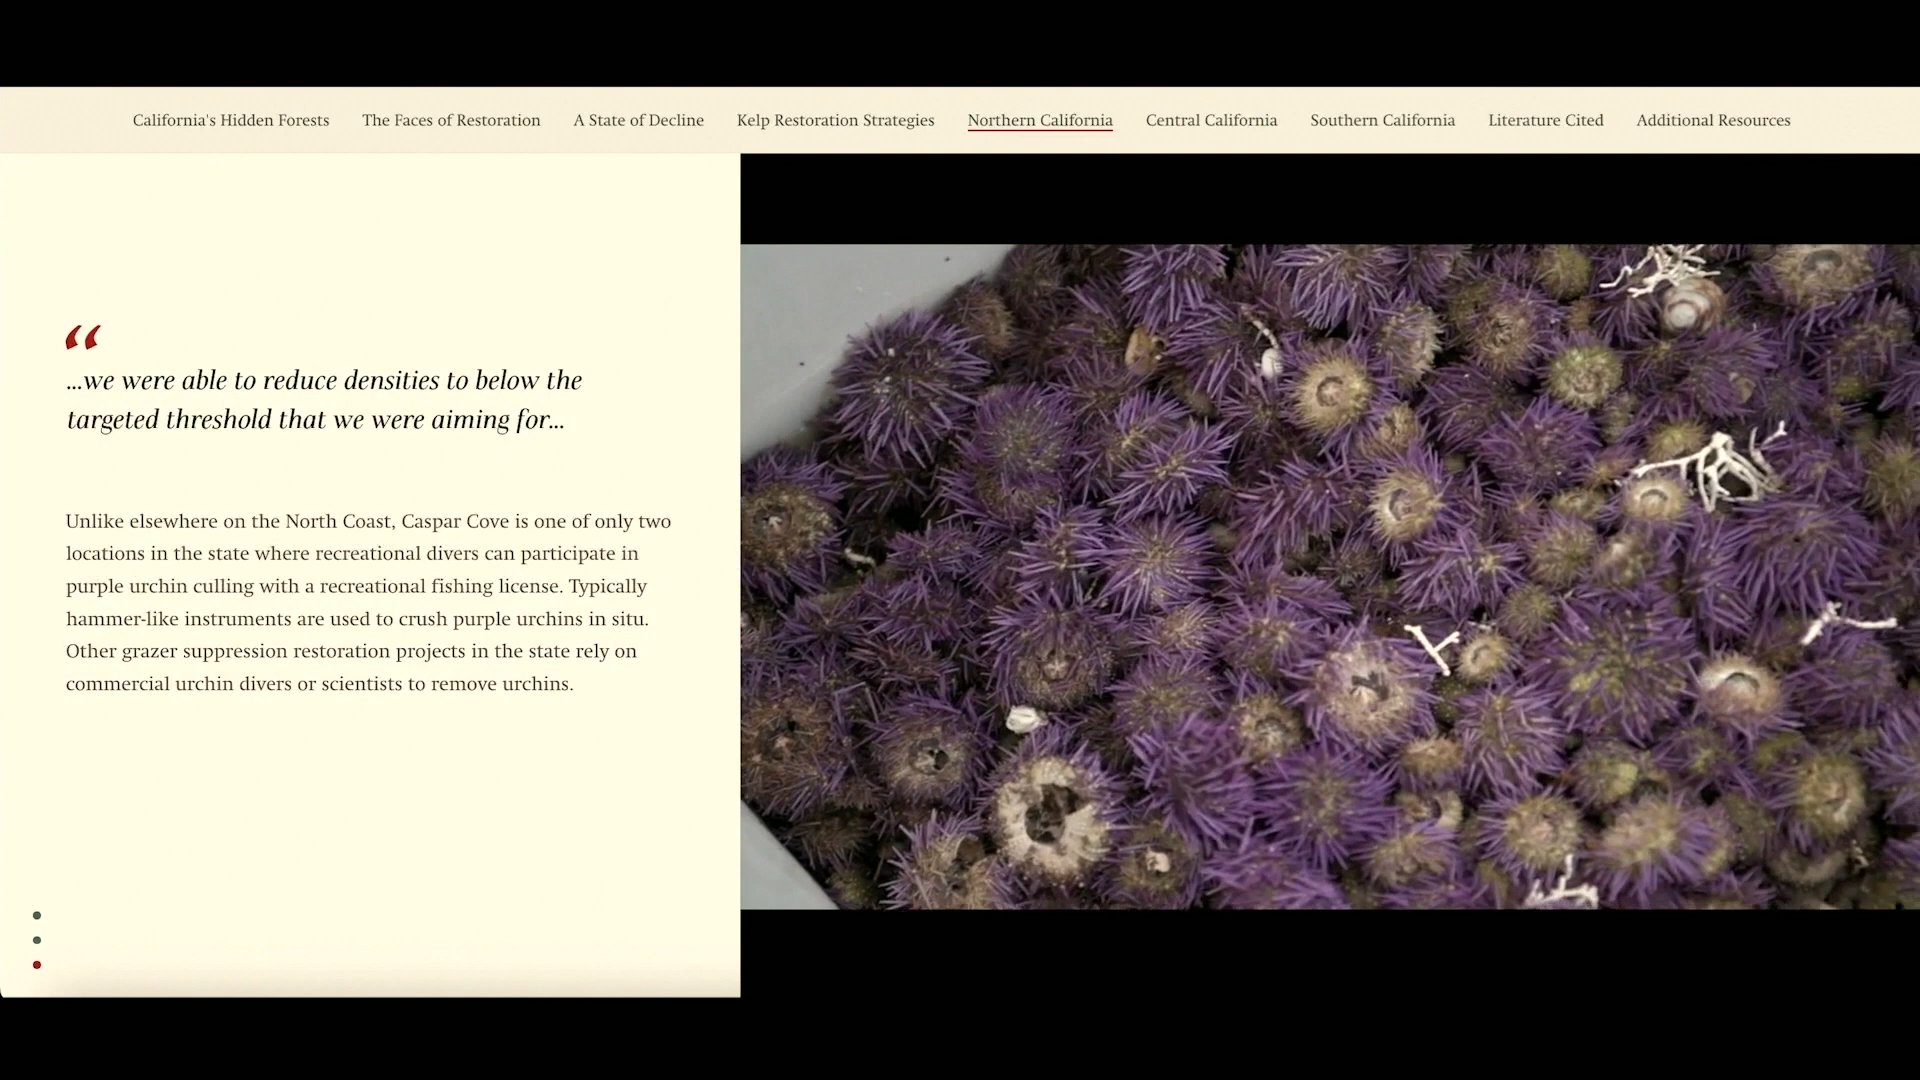 California's Hidden Forests The Faces of Restoration A State of Decline Kelp Restoration Strategies Northern California Central California Southern California Literature Cited Additional Resources
“
...we were able to reduce densities to below the
targeted threshold that we were aiming for...
Unlike elsewhere on the North Coast, Caspar Cove is one of only two
locations in the state where recreational divers can participate in
purple urchin culling with a recreational fishing license. Typically
hammer-like instruments are used to crush purple urchins in situ.
Other grazer suppression restoration projects in the state rely on
commercial urchin divers or scientists to remove urchins.